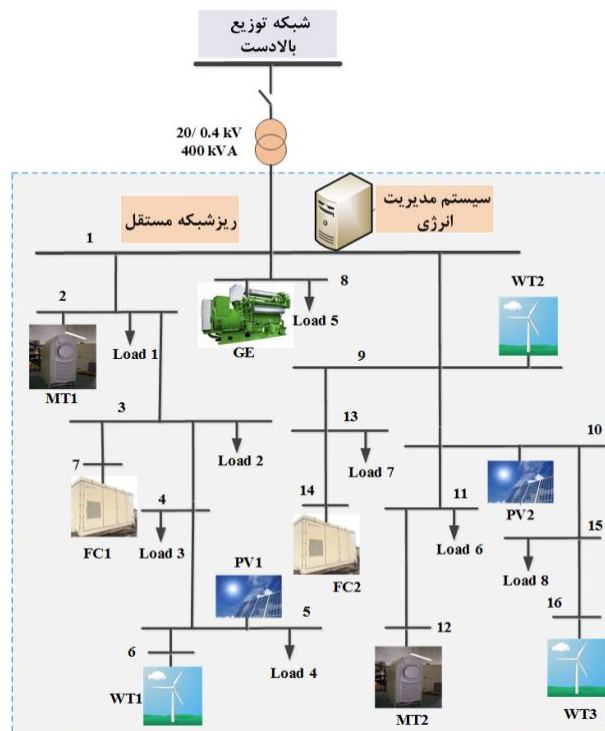 شبکه توزیع
بالادست
20/ 0.4 kV
400 kVA
سیستم مدیریت
انرژی
ریزشبکه مستقل
1
WT2
2
8
Load 5
GE
Load 1
MT1
9
3
13
10
Load 2
Load 7
7
4
14
11
PV2
15
FC1
Load 3
PV1
FC2
Load 6
Load 8
5
12
16
6
Load 4
WT1
MT2
WT3